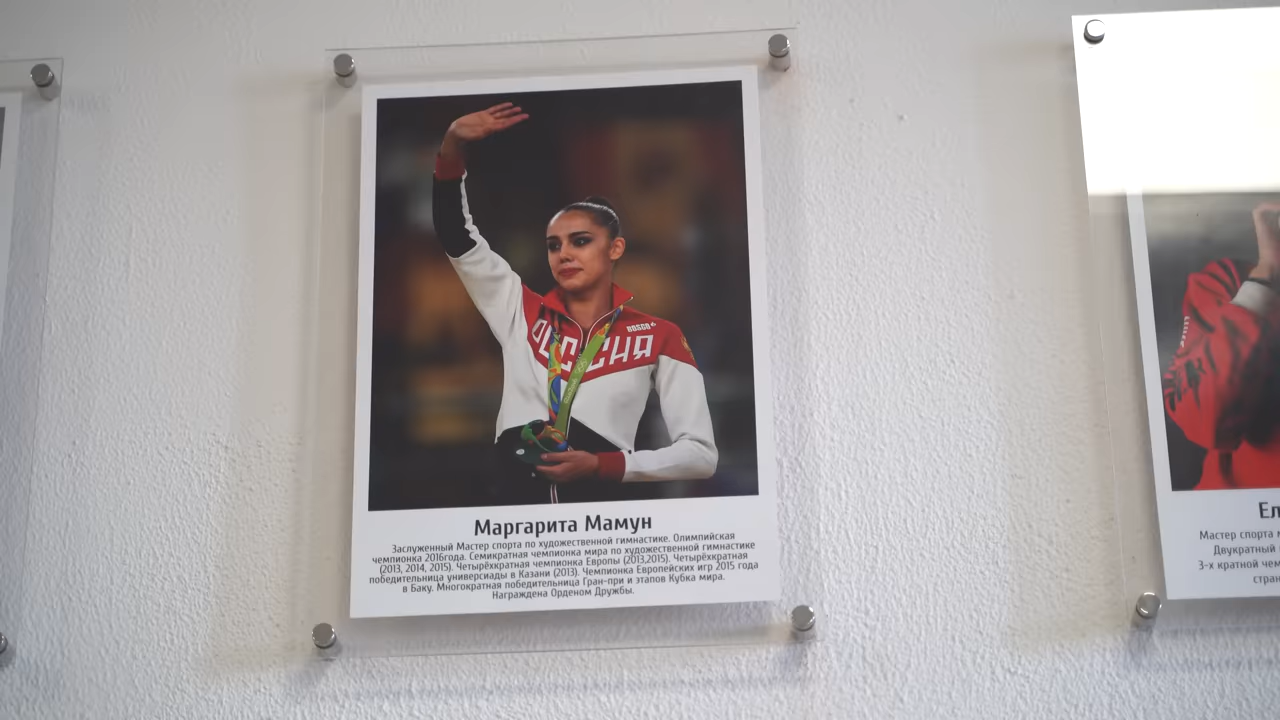 РОССИЯ
BOSCO
Маргарита Мамун
Заслуженный Мастер спорта по художественной гимнастике. Олимпийская
чемпионка 2016года. Семикратная чемпионка мира по художественной гимнастике
(2013, 2014, 2015). Четырёхкратная чемпионка Европы (2013,2015). Четырёхкратная
победительница универсиады в Казани (2013). Чемпионка Европейских игр 2015 года
в Баку. Многократная победительница Гран-при и этапов Кубка мира.
Награждена Орденом Дружбы.
Ел
Мастер спорта
Двукратный
3-х кратной чем
стран